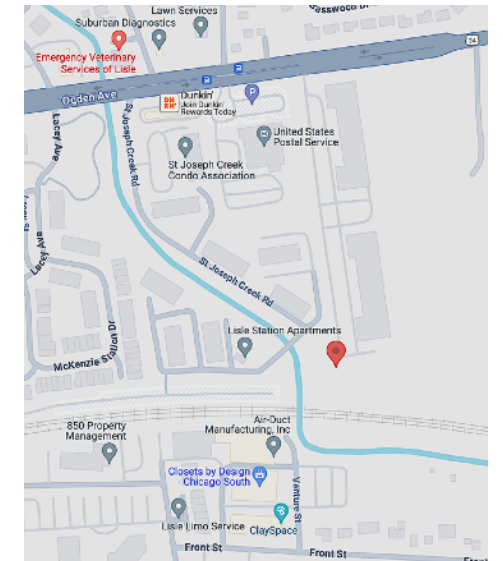 Lawn Services
Suburban Diagnostics
Emergency Veterinary
Services of Lisle
34
Ogden Ave
Dunkin'
Join Dunkin'
Rewards Today
P
United States
Postal Service
Lacey Ave
St Joseph Creek Rd
St Joseph Creek
Condo Association
Lacey Ave
St Joseph Creek Rd
Lisle Station Apartments
McKenzie Station Dr
850 Property
Management
Air-Duct
Manufacturing, Inc
Closets by Design
- Chicago South
Venture St
Lisle Limo Service
ClaySpace
Front St
Front St